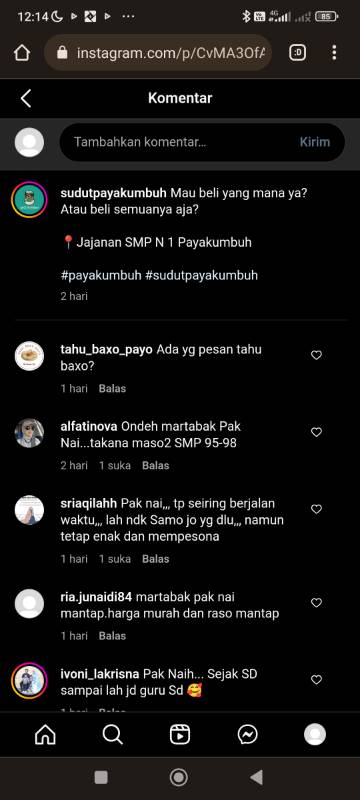 12:14
4G
85
instagram.com/p/CvMA3OfA
:D
Komentar
Tambahkan komentar...
Kirim
sudutpayakumbuh Mau beli yang mana ya?
Atau beli semuanya aja?
📍Jajanan SMP N 1 Payakumbuh
#payakumbuh #sudutpayakumbuh
2 hari
tahu_baxo_payo Ada yg pesan tahu
baxo?
1 hari Balas
alfatinova Ondeh martabak Pak
Nai...takana maso2 SMP 95-98
2 hari 1 suka Balas
sriaqilahh Pak nai,,, tp seiring berjalan
waktu,,, lah ndk Samo jo yg dlu,,, namun
tetap enak dan mempesona
1 hari 1 suka Balas
ria.junaidi84 martabak pak nai
mantap.harga murah dan raso mantap
1 hari Balas
ivoni_lakrisna Pak Naih... Sejak SD
sampai lah jd guru Sd 🥰
1 hari Balas